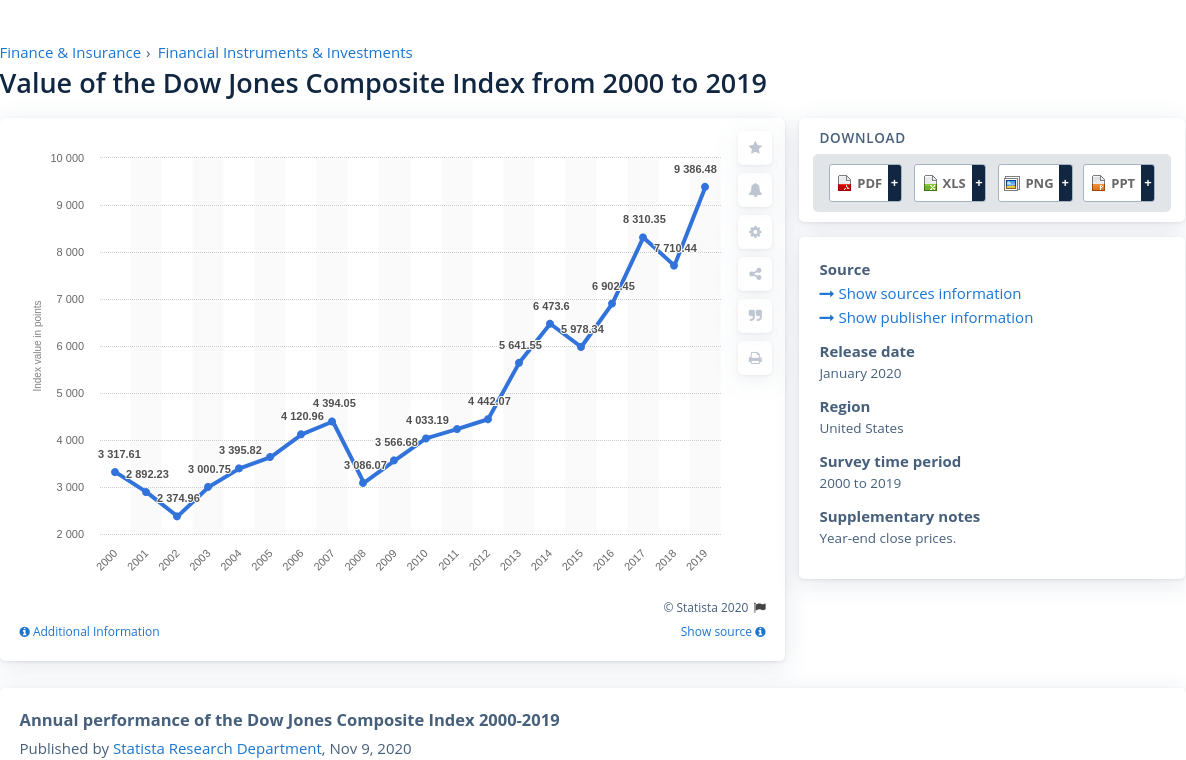 Finance & Insurance › Financial Instruments & Investments
Value of the Dow Jones Composite Index from 2000 to 2019
Index value in points
10 000
9 000
8 000
7 000
6 000
5 000
4 000
3 000
2 000
3 317.61
2 892.23
2 374.96
3 000.75
3 395.82
4 120.96
4 394.05
3 086.07
3 566.68
4 033.19
4 442.07
5 641.55
6 473.6
5 978.34
6 902.45
8 310.35
7 710.44
9 386.48
2000
2001
2002
2003
2004
2005
2006
2007
2008
2009
2010
2011
2012
2013
2014
2015
2016
2017
2018
2019
© Statista 2020
Additional Information
Show source
DOWNLOAD
PDF + XLS + PNG + PPT +
Source
Show sources information
Show publisher information
Release date
January 2020
Region
United States
Survey time period
2000 to 2019
Supplementary notes
Year-end close prices.
Annual performance of the Dow Jones Composite Index 2000-2019
Published by Statista Research Department, Nov 9, 2020